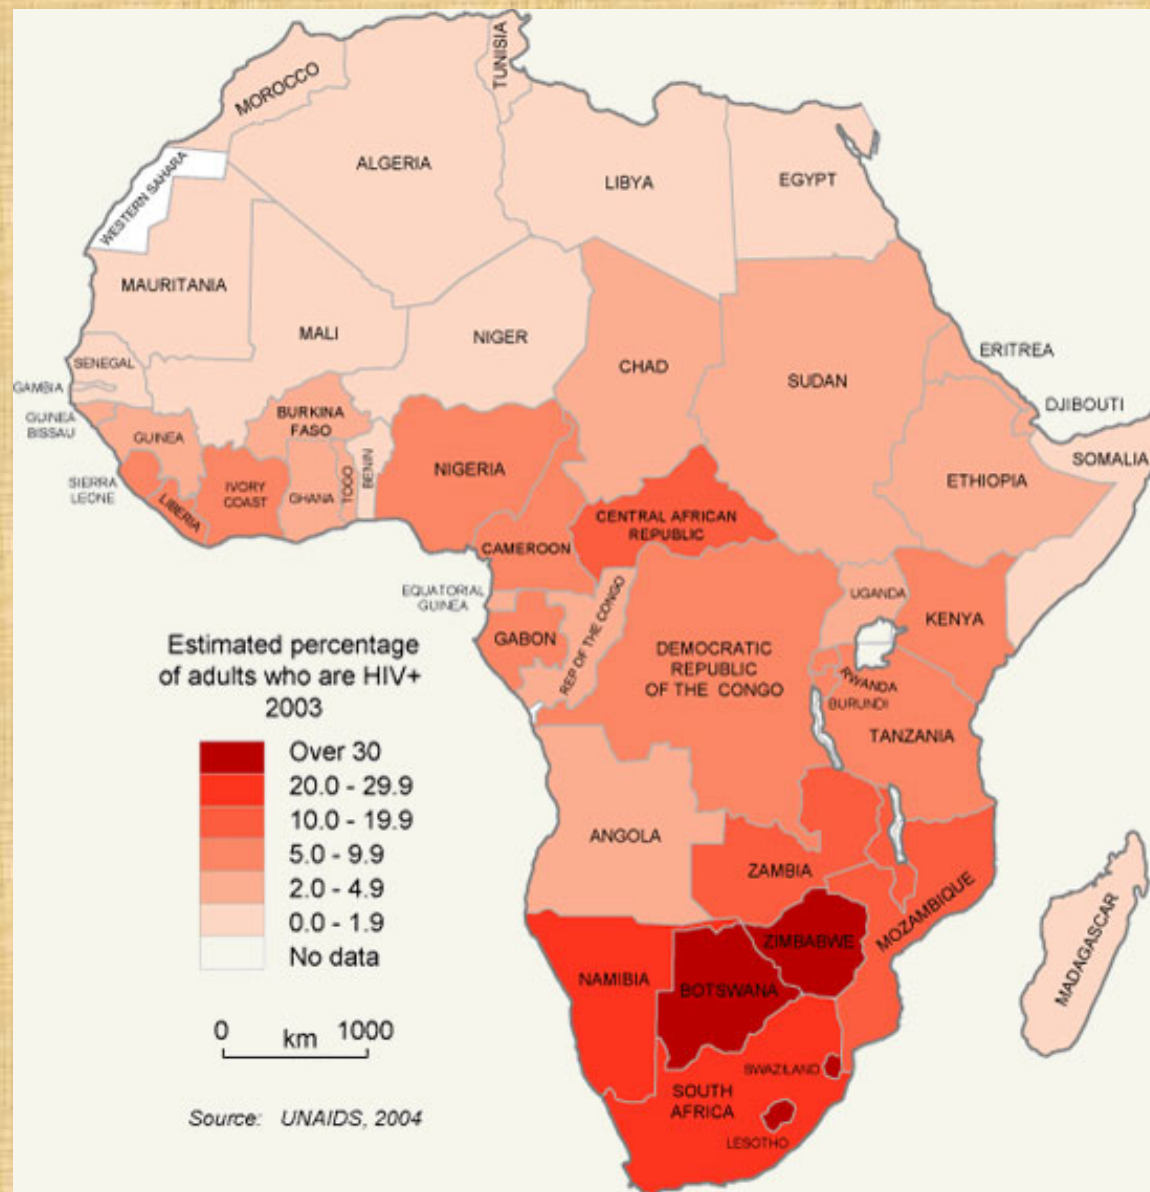 TUNISIA
MOROCCO
ALGERIA
LIBYA
EGYPT
WESTERN SAHARA
MAURITANIA
MALI
NIGER
CHAD
SUDAN
ERITREA
DJIBOUTI
SENEGAL
GAMBIA
GUINEA
BISSAU
GUINEA
BURKINA
FASO
NIGERIA
BENIN
TOGO
GHANA
IVORY
COAST
SIERRA
LEONE
LIBERIA
ETHIOPIA
SOMALIA
CENTRAL AFRICAN
REPUBLIC
CAMEROON
EQUATORIAL
GUINEA
GABON
REP OF THE CONGO
DEMOCRATIC
REPUBLIC
OF THE CONGO
UGANDA
KENYA
RWANDA
BURUNDI
TANZANIA
ANGOLA
ZAMBIA
MOZAMBIQUE
MADAGASCAR
ZIMBABWE
NAMIBIA
BOTSWANA
SWAZILAND
SOUTH
AFRICA
LESOTHO
Estimated percentage
of adults who are HIV+
2003
Over 30
20.0 - 29.9
10.0 - 19.9
5.0 - 9.9
2.0 - 4.9
0.0 - 1.9
No data
0 km 1000
Source: UNAIDS, 2004